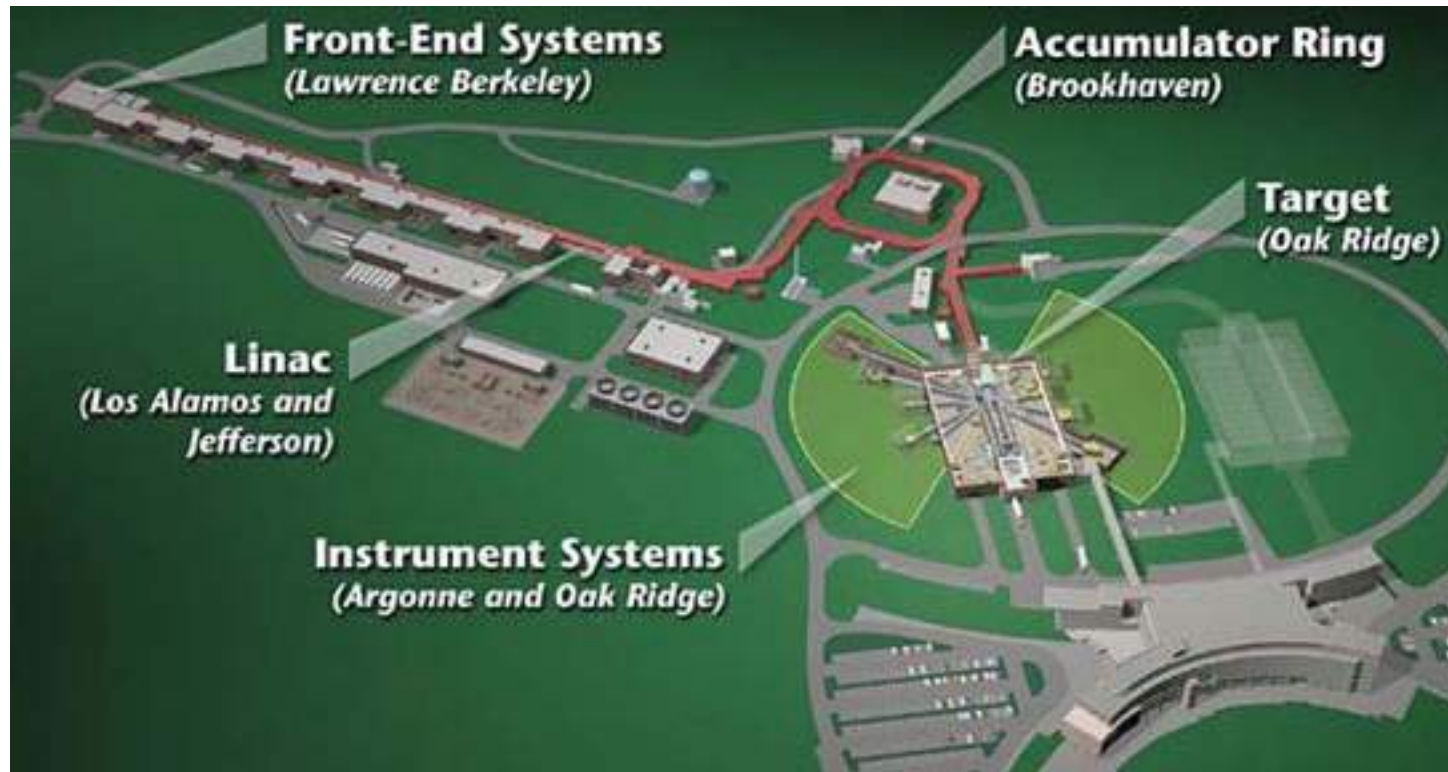 Front-End Systems
(Lawrence Berkeley)
Accumulator Ring
(Brookhaven)
Target
(Oak Ridge)
Linac
(Los Alamos and
Jefferson)
Instrument Systems
(Argonne and Oak Ridge)